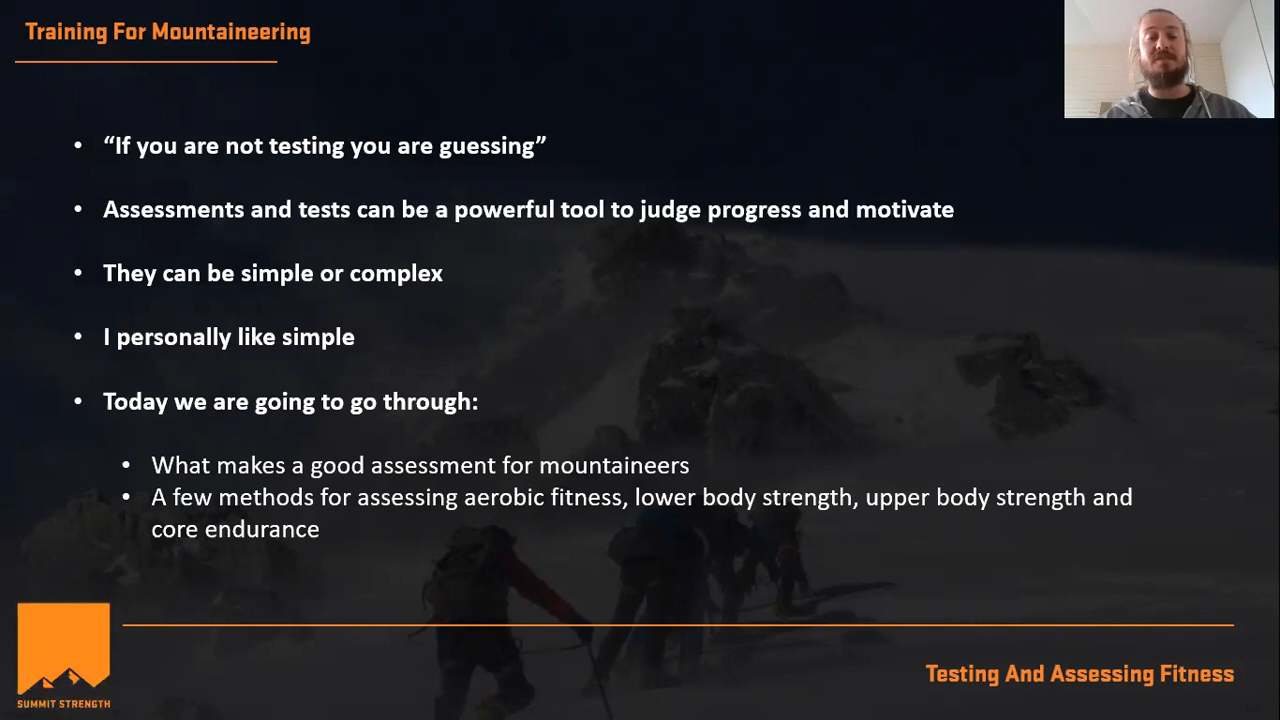 Training For Mountaineering
• “If you are not testing you are guessing”
• Assessments and tests can be a powerful tool to judge progress and motivate
• They can be simple or complex
• I personally like simple
• Today we are going to go through:
• What makes a good assessment for mountaineers
• A few methods for assessing aerobic fitness, lower body strength, upper body strength and
core endurance
SUMMIT STRENGTH
Testing And Assessing Fitness